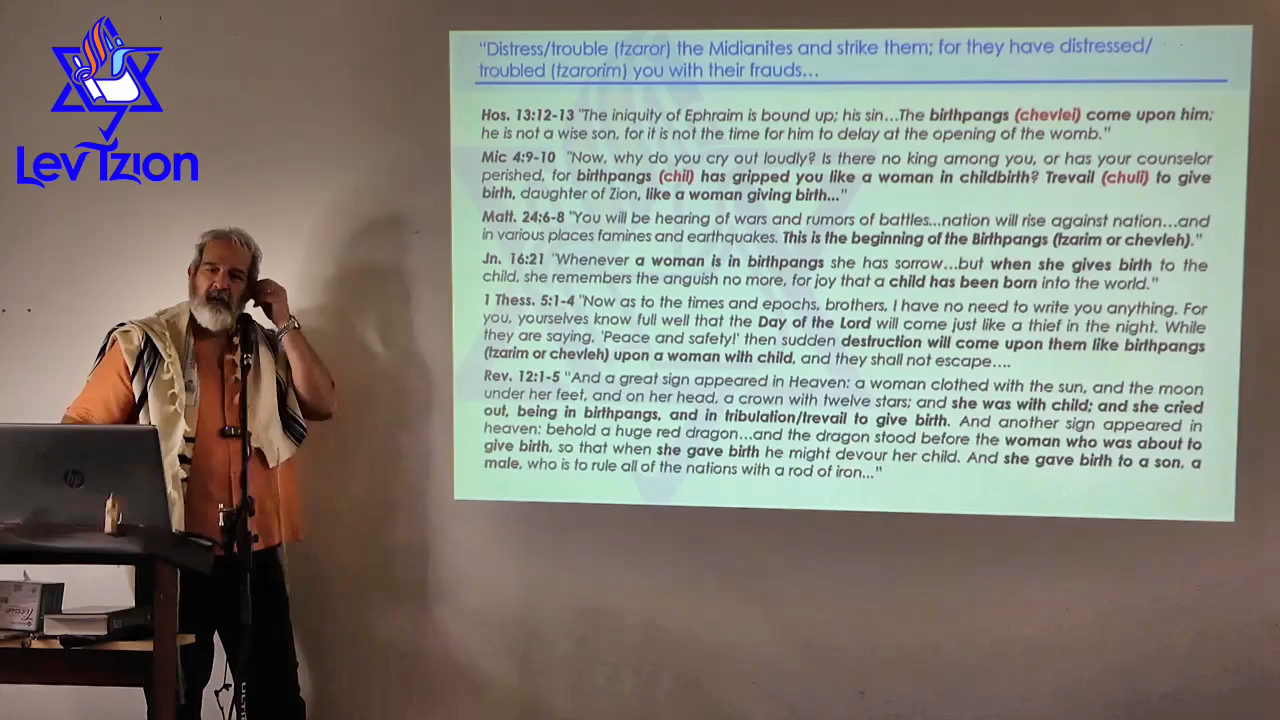 Lev Tzion
"Distress/trouble (tzaror) the Midianites and strike them; for they have distressed/
troubled (tzarorim) you with their frauds…
Hos. 13:12-13 "The iniquity of Ephraim is bound up; his sin…The birthpangs (chevlei) come upon him;
he is not a wise son, for it is not the time for him to delay at the opening of the womb."
Mic 4:9-10 "Now, why do you cry out loudly? Is there no king among you, or has your counselor
perished, for birthpangs (chil) has gripped you like a woman in childbirth? Trevail (chuli) to give
birth, daughter of Zion, like a woman giving birth..."
Matt. 24:6-8 "You will be hearing of wars and rumors of battles...nation will rise against nation…and
in various places famines and earthquakes. This is the beginning of the Birthpangs (tzarim or chevleh)."
Jn. 16:21 "Whenever a woman is in birthpangs she has sorrow…but when she gives birth to the
child, she remembers the anguish no more, for joy that a child has been born into the world."
1 Thess. 5:1-4 "Now as to the times and epochs, brothers, I have no need to write you anything. For
you, yourselves know full well that the Day of the Lord will come just like a thief in the night. While
they are saying, 'Peace and safety!' then sudden destruction will come upon them like birthpangs
(tzarim or chevleh) upon a woman with child, and they shall not escape….
Rev. 12:1-5 "And a great sign appeared in Heaven: a woman clothed with the sun, and the moon
under her feet, and on her head, a crown with twelve stars; and she was with child; and she cried
out, being in birthpangs, and in tribulation/trevail to give birth. And another sign appeared in
heaven: behold a huge red dragon...and the dragon stood before the woman who was about to
give birth, so that when she gave birth he might devour her child. And she gave birth to a son, a
male, who is to rule all of the nations with a rod of iron..."
hp